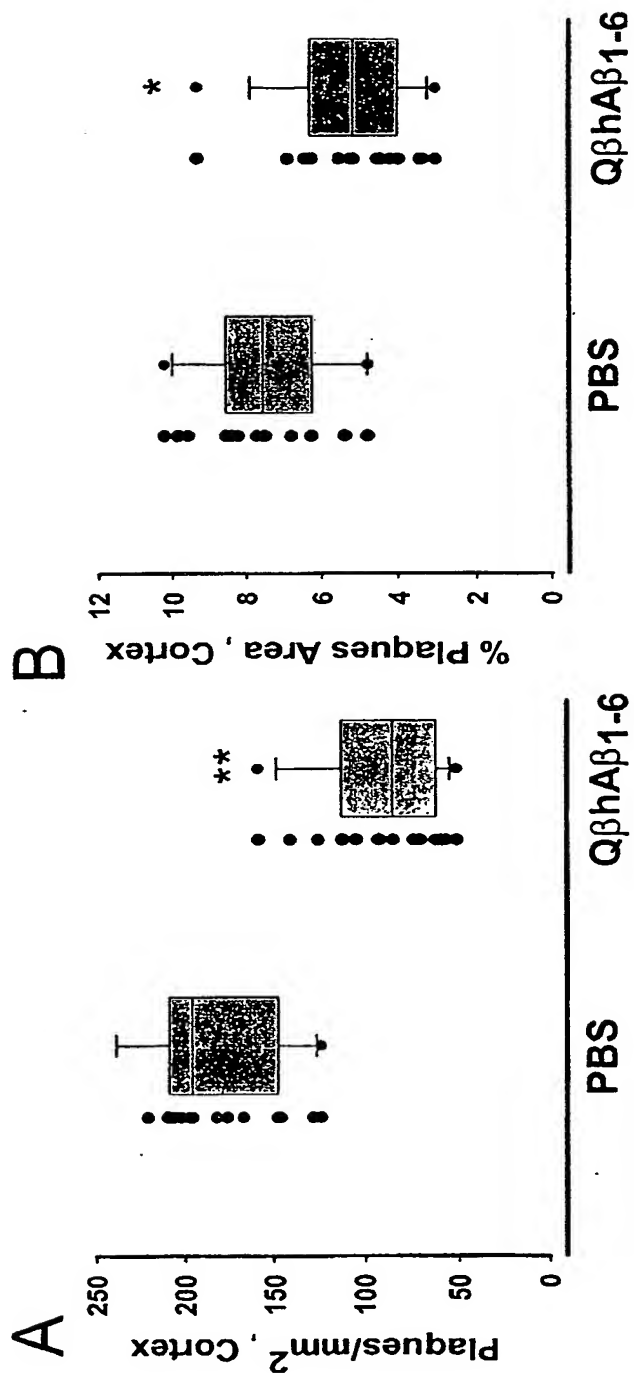 A
Plaques/mm², Cortex
250
200
150
100
50
0
**
PBS
QβhAβ1-6
B
% Plaques Area , Cortex
12
10
8
6
4
2
0
*
PBS
QβhAβ1-6